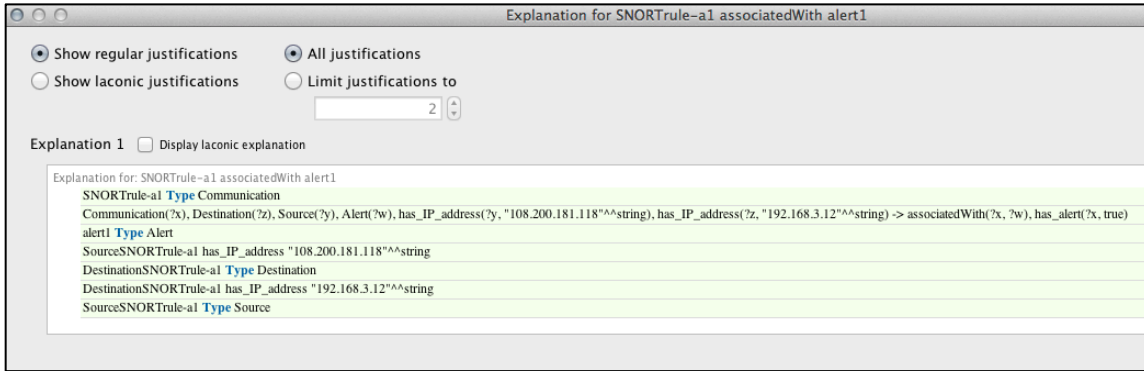 Explanation for SNORTrule-a1 associatedWith alert1
Show regular justifications All justifications
Show laconic justifications Limit justifications to
2
Explanation 1 Display laconic explanation
Explanation for: SNORTrule-a1 associatedWith alert1
SNORTrule-a1 Type Communication
Communication(?x), Destination(?z), Source(?y), Alert(?w), has_IP_address(?y, "108.200.181.118"^^string), has_IP_address(?z, "192.168.3.12"^^string) -> associatedWith(?x, ?w), has_alert(?x, true)
alert1 Type Alert
SourceSNORTrule-a1 has_IP_address "108.200.181.118"^^string
DestinationSNORTrule-a1 Type Destination
DestinationSNORTrule-a1 has_IP_address "192.168.3.12"^^string
SourceSNORTrule-a1 Type Source